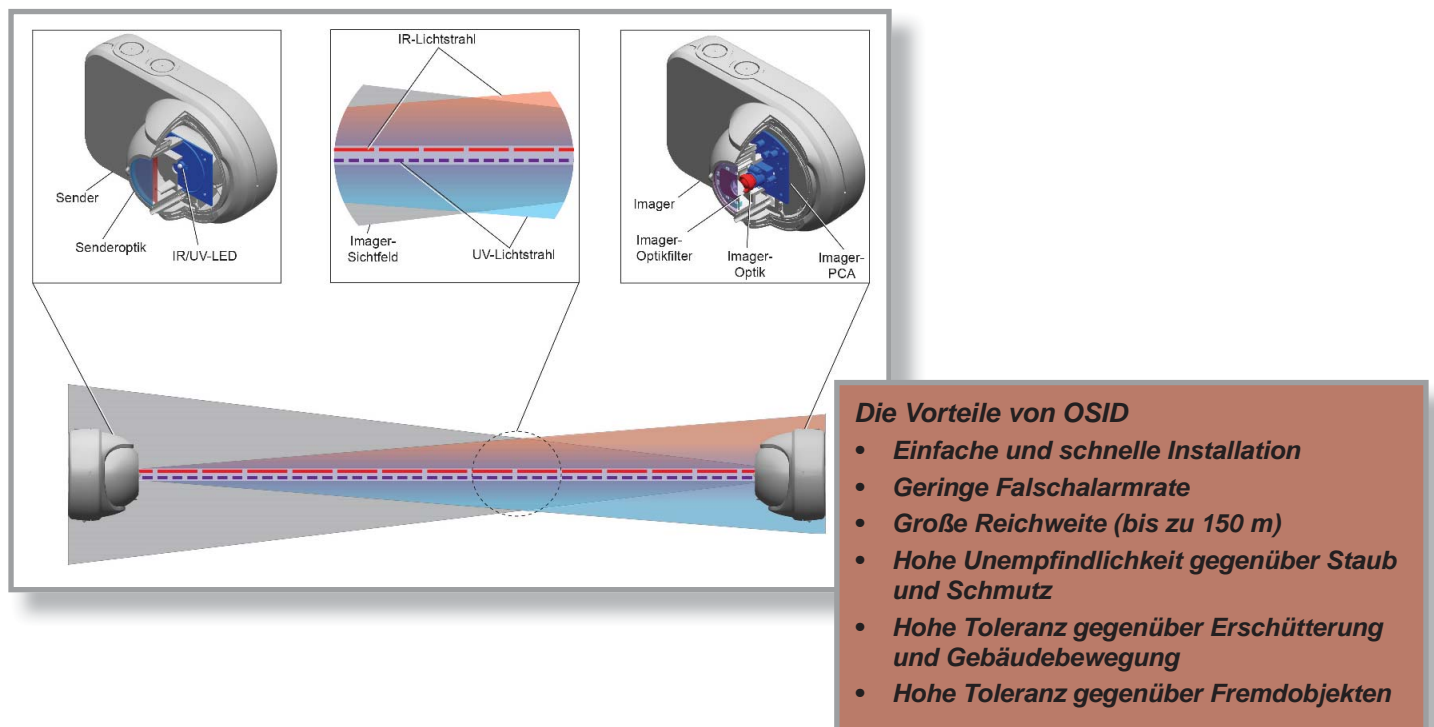 IR-Lichtstrahl
Sender
Senderoptik
IR/UV-LED
Imager-
Sichtfeld
UV-Lichtstrahl
Imager
Imager-
Optikfilter
Imager-
Optik
Imager-
PCA
Die Vorteile von OSID
• Einfache und schnelle Installation
• Geringe Falschalarmrate
• Große Reichweite (bis zu 150 m)
• Hohe Unempfindlichkeit gegenüber Staub
und Schmutz
• Hohe Toleranz gegenüber Erschütterung
und Gebäudebewegung
• Hohe Toleranz gegenüber Fremdobjekten